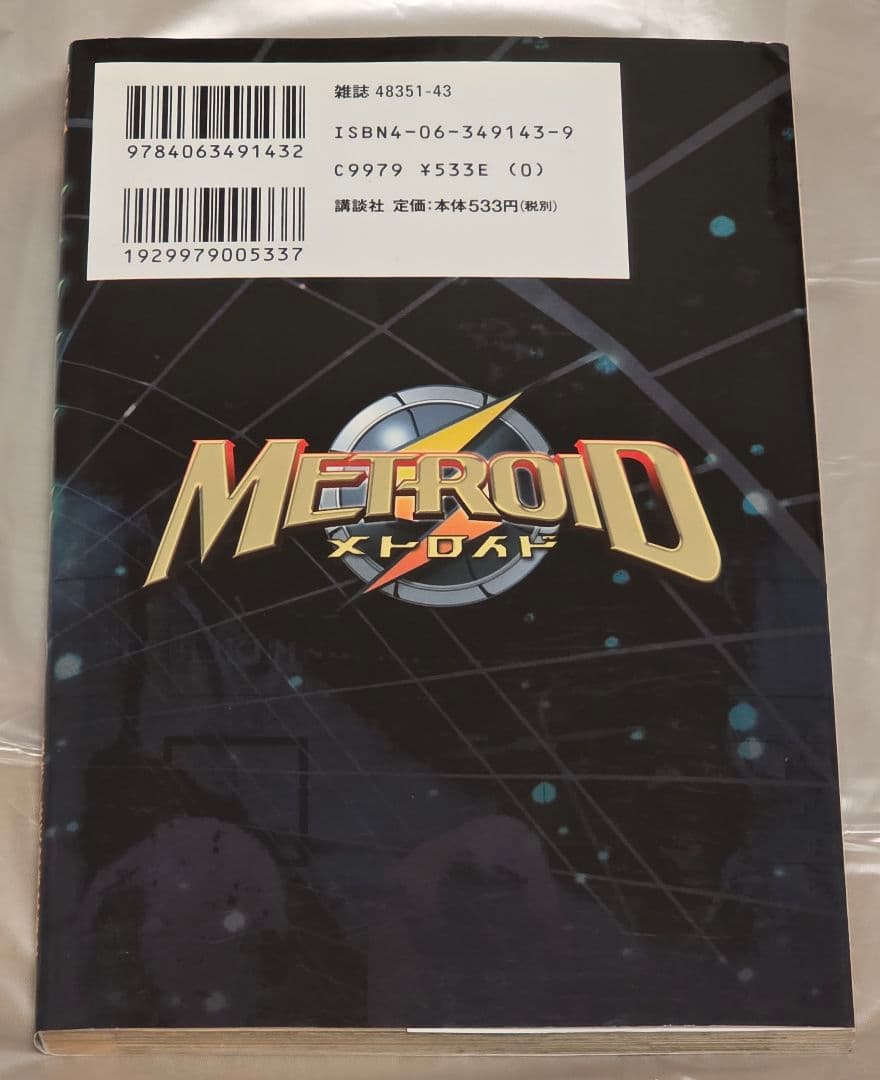 雑誌 48351-43
ISBN4-06-349143-9
9784063491432
C9979 ¥533E (0)
講談社 定価:本体533円(税別)
1929979005337
METROID
メトロイド